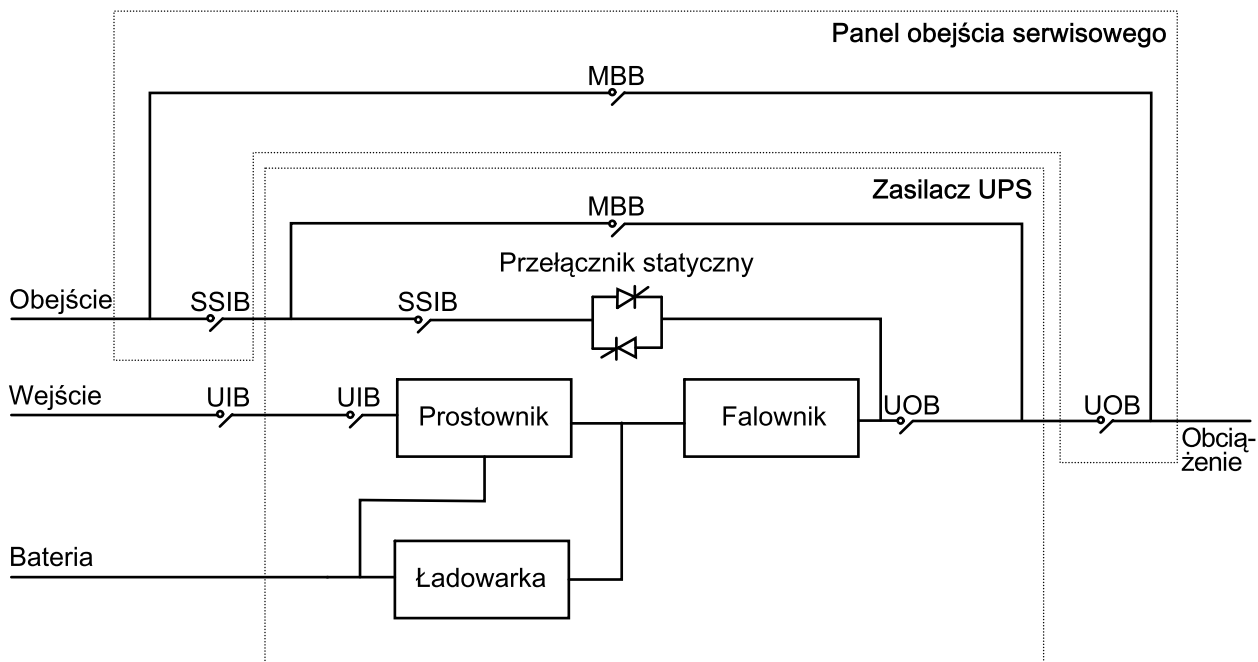 Panel obejścia serwisowego
MBB
Zasilacz UPS
MBB
Przełącznik statyczny
Obejście
SSIB
SSIB
Wejście
UIB
UIB
Prostownik
Falownik
UOB
UOB
Obcią-
żenie
Bateria
Ładowarka